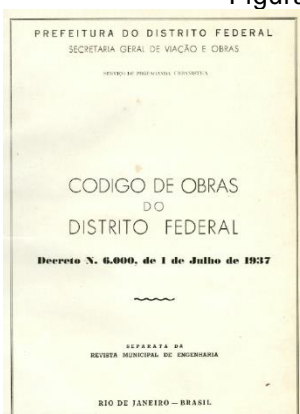 Figura
PREFEITURA DO DISTRITO FEDERAL
SECRETARIA GERAL DE VIAÇÃO E OBRAS
CODIGO DE OBRAS
DO
DISTRITO FEDERAL
Decreto N. 6.000, de 1 de Julho de 1937
SEPARATA DA
REVISTA MUNICIPAL DE ENGENHARIA
RIO DE JANEIRO — BRASIL